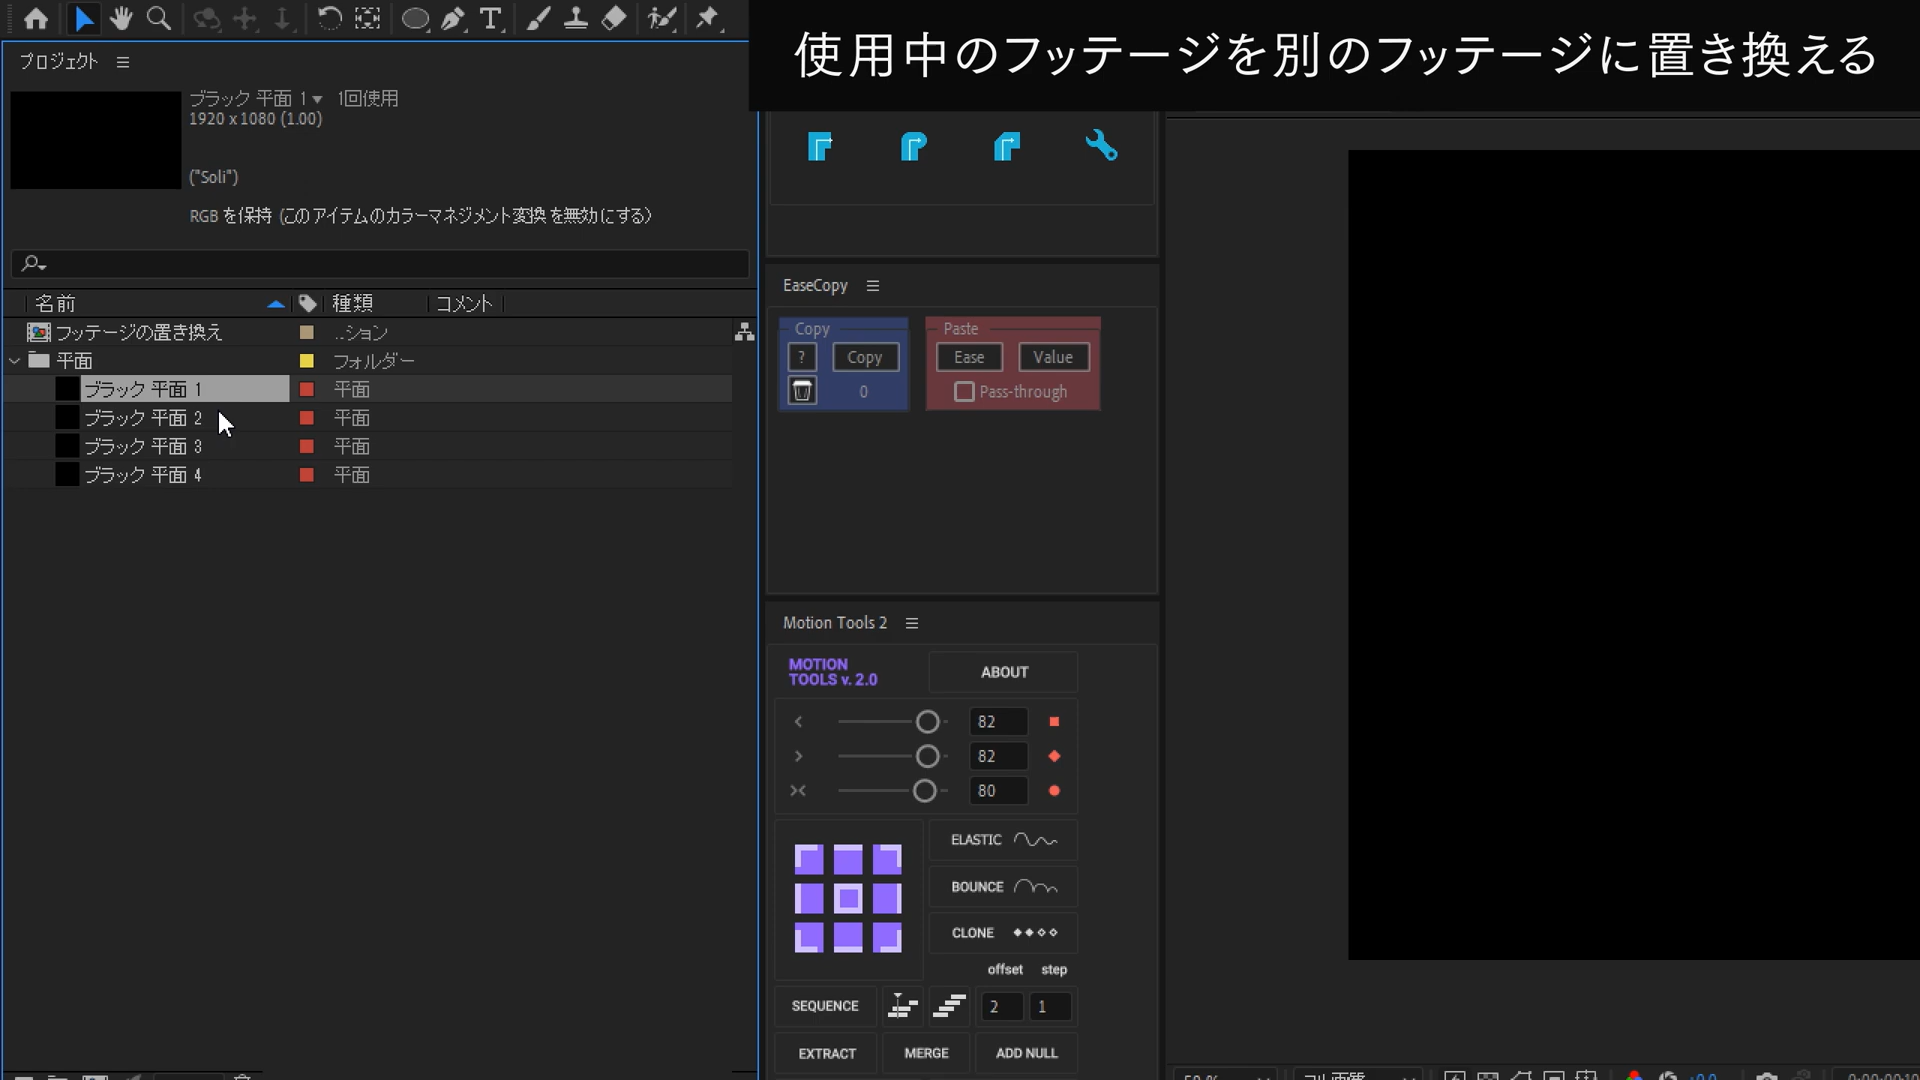 使用中のフッテージを別のフッテージに置き換える
プロジェクト
ブラック 平面 1 1回使用
1920 x 1080 (1.00)
("Soli")
RGB を保持 (このアイテムのカラーマネジメント変換を無効にする)
名前 種類 コメント
フッテージの置き換え ..ション
平面 フォルダー
ブラック 平面 1 平面
ブラック 平面 2 平面
ブラック 平面 3 平面
ブラック 平面 4 平面
EaseCopy
Copy Paste
? Copy Ease Value
0 Pass-through
Motion Tools 2
MOTION
TOOLS v. 2.0
ABOUT
82
82
80
ELASTIC
BOUNCE
CLONE
offset step
SEQUENCE 2 1
EXTRACT MERGE ADD NULL